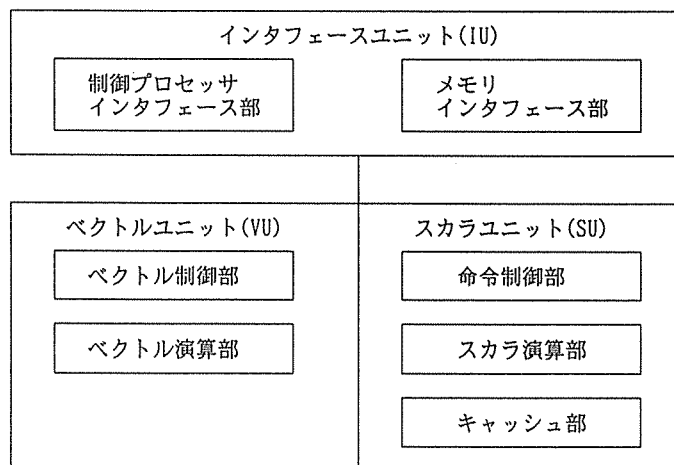 インタフェースユニット(IU)
制御プロセッサ
インタフェース部
メモリ
インタフェース部
ベクトルユニット(VU)
ベクトル制御部
ベクトル演算部
スカラユニット(SU)
命令制御部
スカラ演算部
キャッシュ部